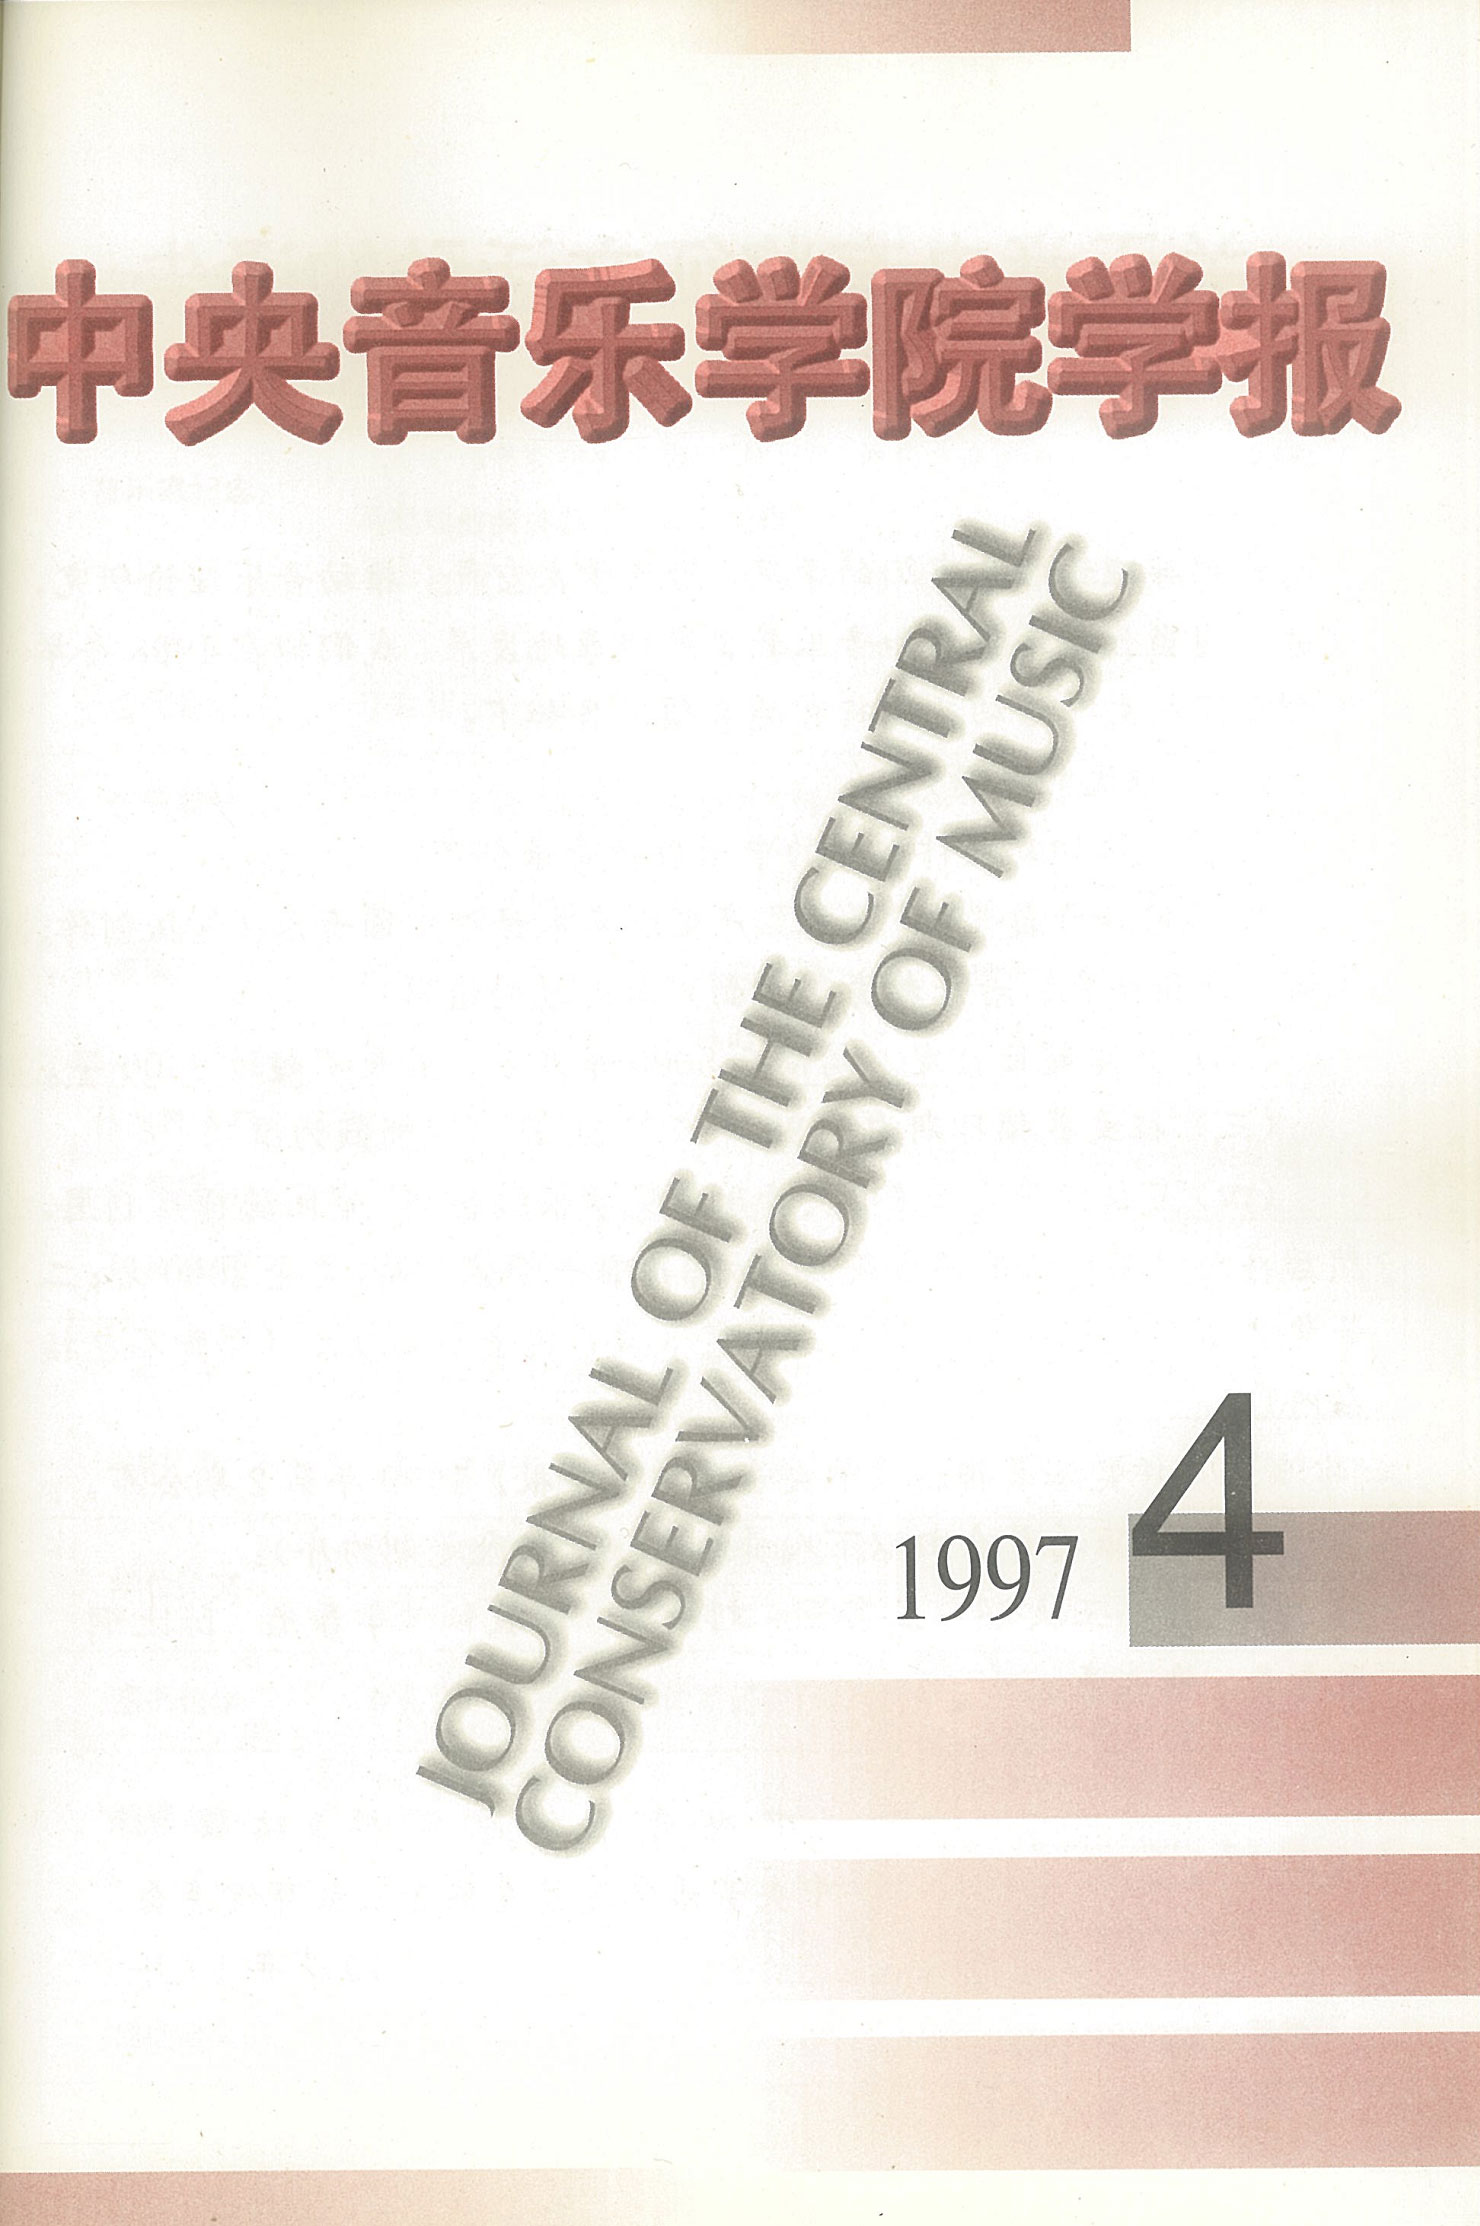 中央音乐学院学报
JOURNAL OF THE CENTRAL
CONSERVATORY OF MUSIC
1997 4